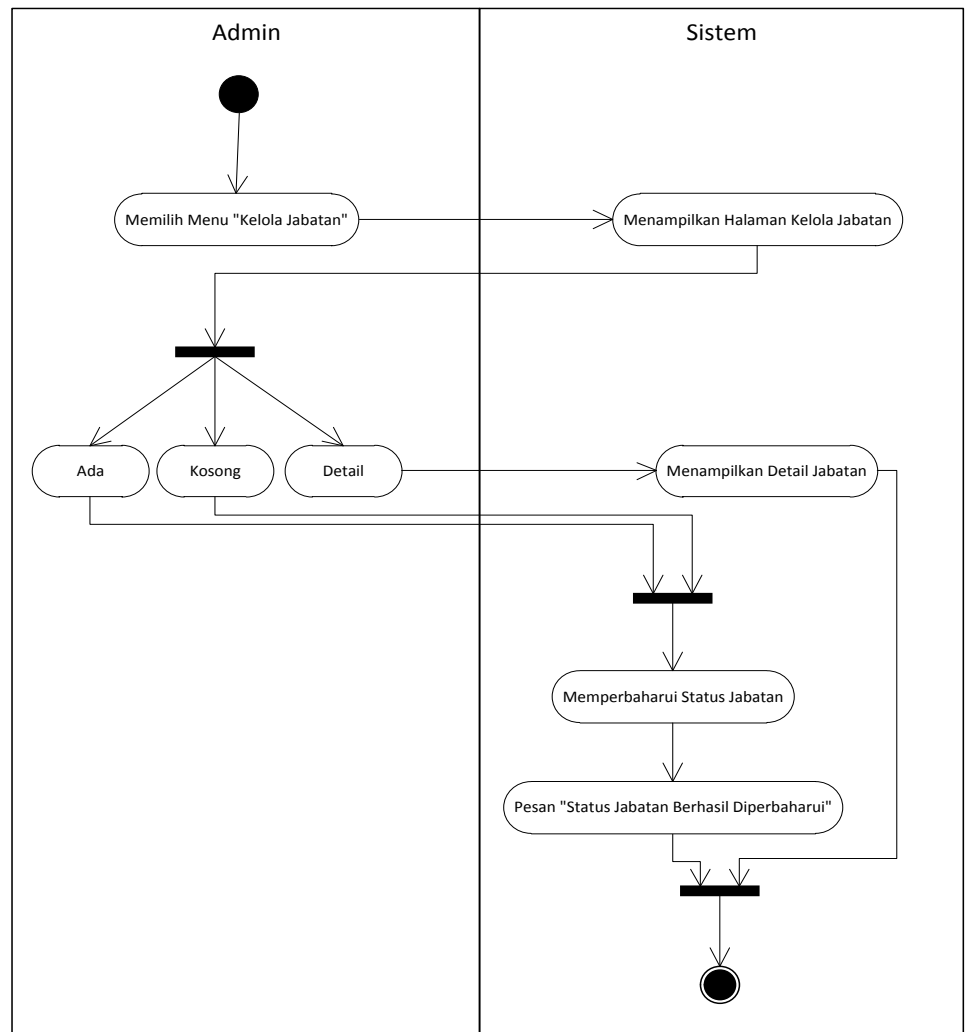 Admin
Sistem
Memilih Menu "Kelola Jabatan"
Menampilkan Halaman Kelola Jabatan
Ada
Kosong
Detail
Menampilkan Detail Jabatan
Memperbaharui Status Jabatan
Pesan "Status Jabatan Berhasil Diperbaharui"